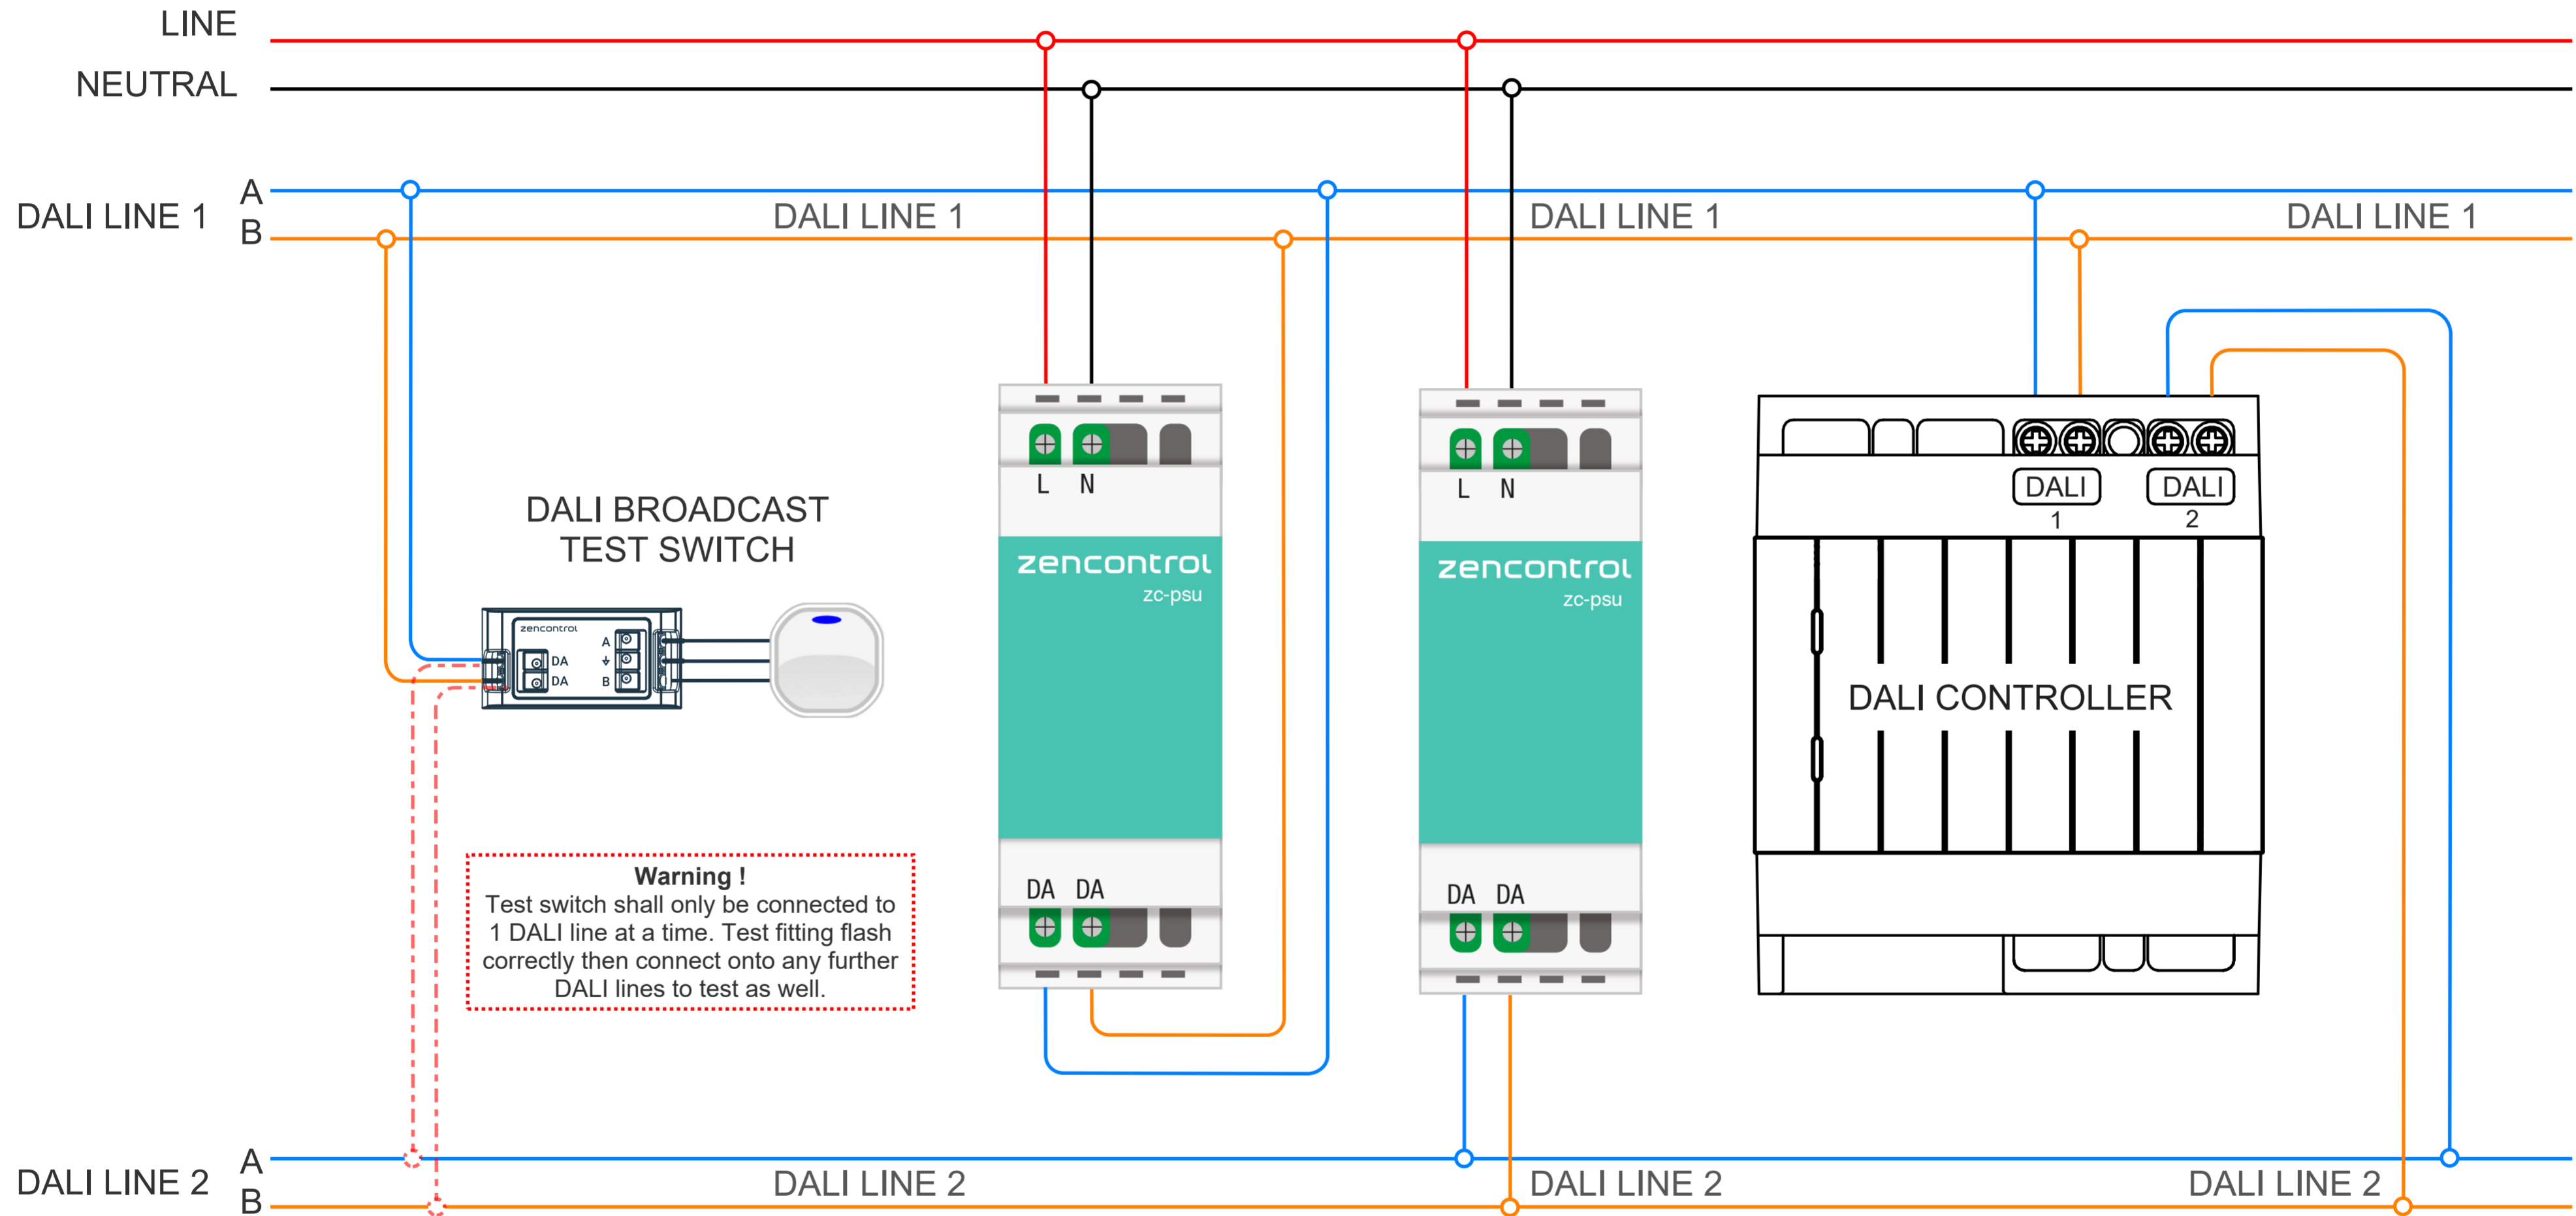 LINE
NEUTRAL
A
DALI LINE 1
B
DALI LINE 1
DALI LINE 1
DALI LINE 1
DALI BROADCAST
TEST SWITCH
zencontrol
DA
DA
A
B
L N
zencontrol
zc-psu
DA DA
L N
zencontrol
zc-psu
DA DA
DALI
1
DALI
2
DALI CONTROLLER
Warning !
Test switch shall only be connected to
1 DALI line at a time. Test fitting flash
correctly then connect onto any further
DALI lines to test as well.
A
DALI LINE 2
B
DALI LINE 2
DALI LINE 2
DALI LINE 2